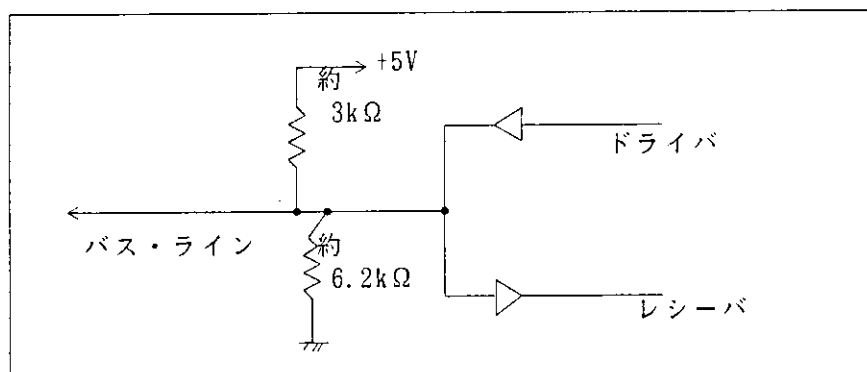 +5V
約
3kΩ
ドライバ
バス・ライン
約
6.2kΩ
レシーバ